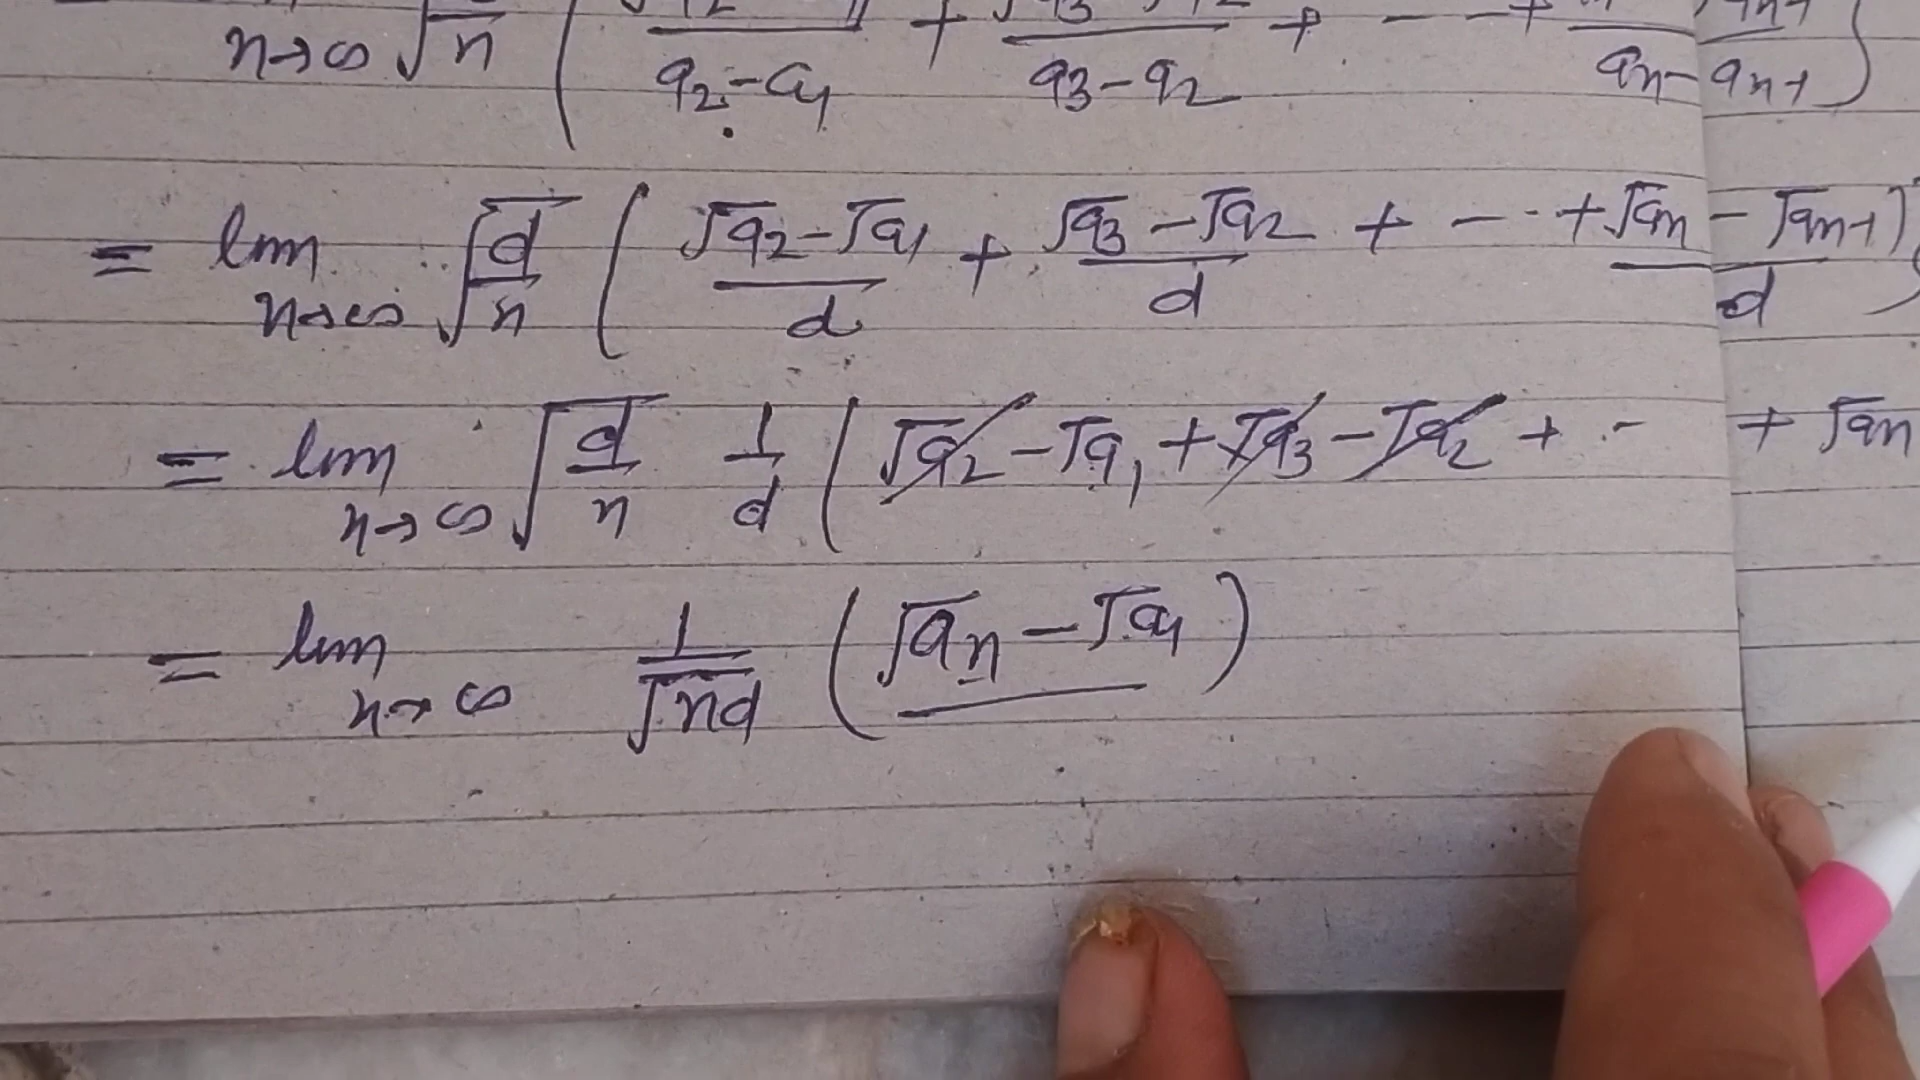 n→∞ √n ( a2-a1 + a3-a2 + - - + an-an+1 )
= lim n→∞ √(d/n) ( (√a2-√a1)/d + (√a3-√a2)/d + - - + (√an-√an+1)/d )
= lim n→∞ √(d/n) 1/d ( √a2-√a1 + √a3-√a2 + - - + √an
= lim n→∞ 1/√nd (√an-√a1)